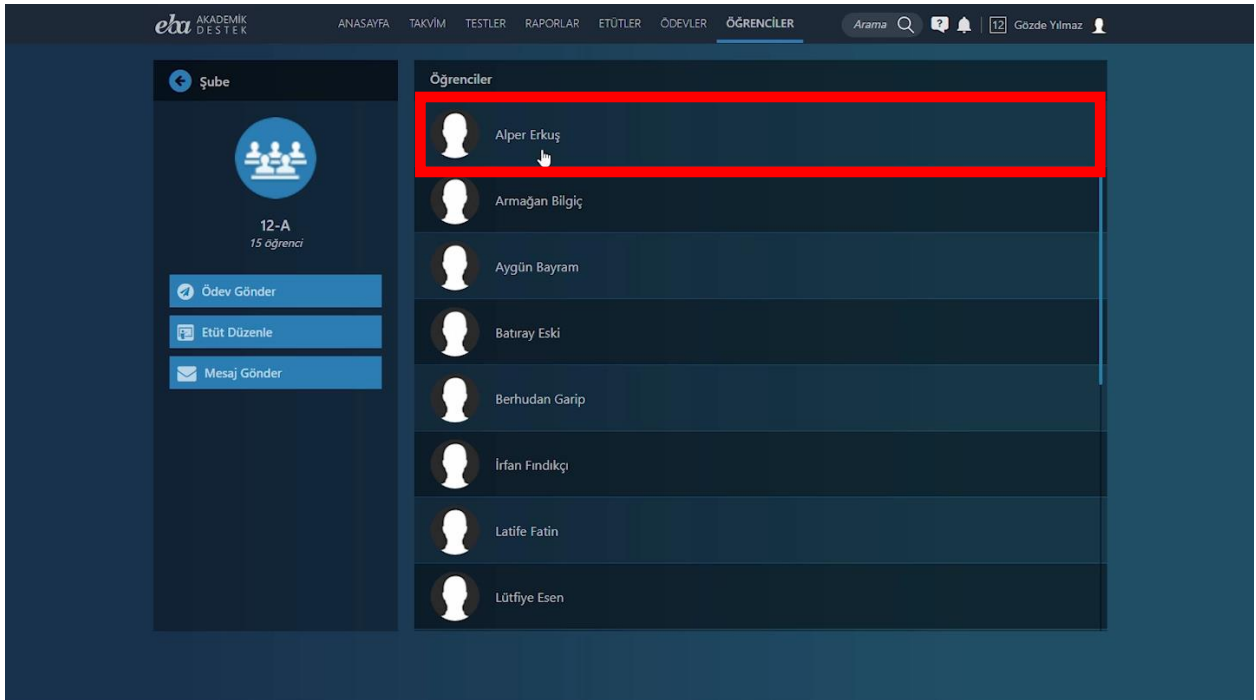 eba AKADEMİK
DESTEK
ANASAYFA TAKVİM TESTLER RAPORLAR ETÜTLER ÖDEVLER ÖĞRENCİLER Arama 12 Gözde Yılmaz
Şube
12-A
15 öğrenci
Ödev Gönder
Etüt Düzenle
Mesaj Gönder
Öğrenciler
Alper Erkuş
Armağan Bilgiç
Aygün Bayram
Batıray Eski
Berhudan Garip
İrfan Fındıkçı
Latife Fatin
Lütfiye Esen